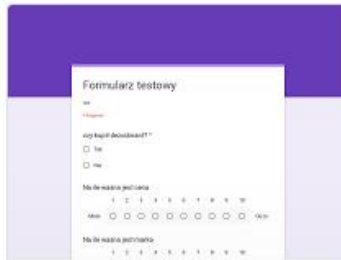 Formularz testowy
czy kupił deskorolkę? *
Tak
nie
Na ile ważna jest cena
1 2 3 4 5 6 7 8 9 10
Mało
Dużo
Na ile ważna jest marka
1 2 3 4 5 6 7 8 9 10